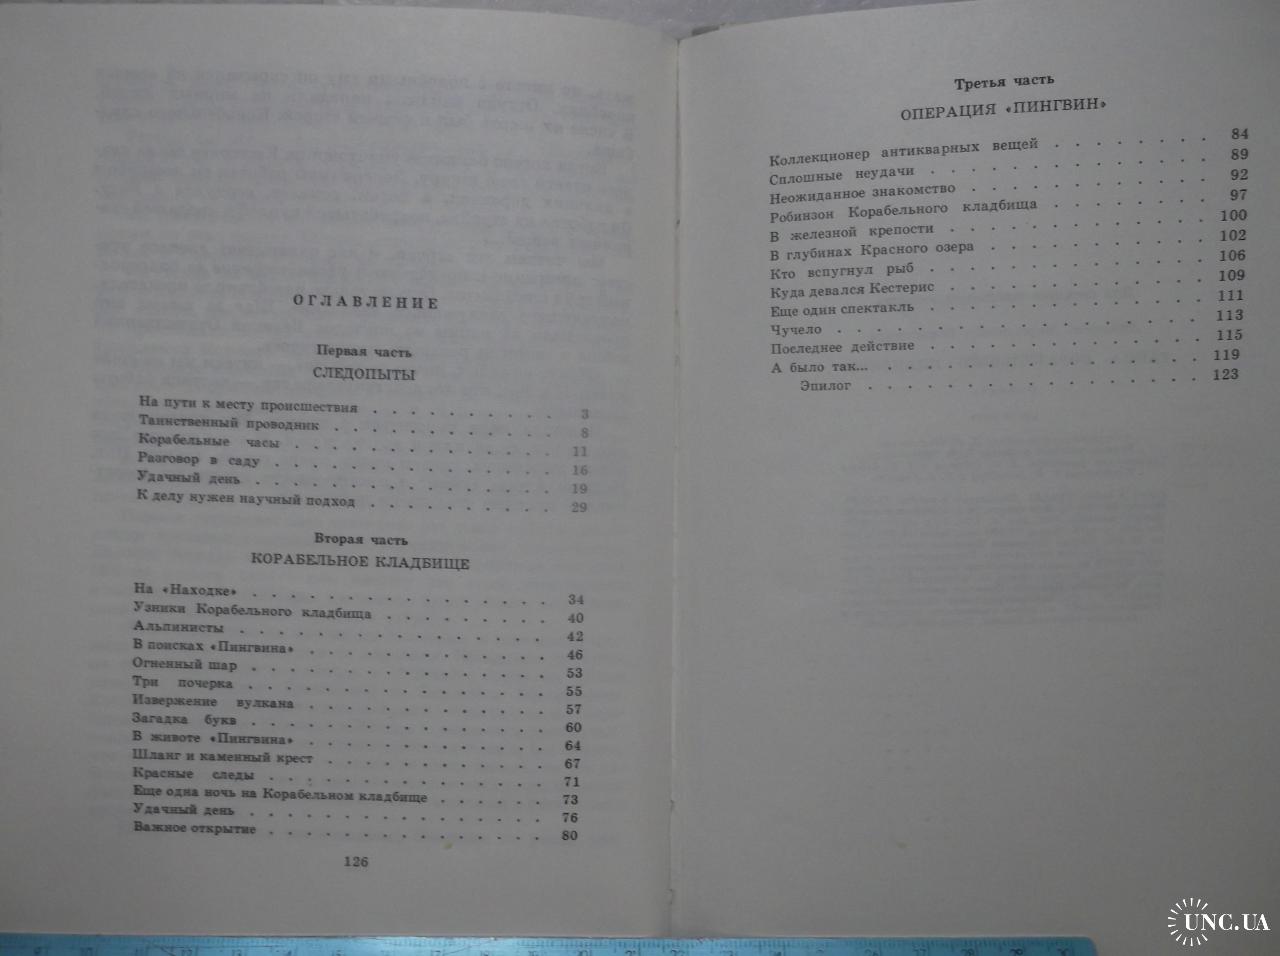 ОГЛАВЛЕНИЕ
Первая часть
СЛЕДОПЫТЫ
На пути к месту происшествия . . . . . . . . . . 3
Таинственный проводник . . . . . . . . . . . . 8
Корабельные часы . . . . . . . . . . . . . . 11
Разговор в саду . . . . . . . . . . . . . . . 16
Удачный день . . . . . . . . . . . . . . . . 19
К делу нужен научный подход . . . . . . . . . . 29
Вторая часть
КОРАБЕЛЬНОЕ КЛАДБИЩЕ
На «Находке» . . . . . . . . . . . . . . . 34
Узники Корабельного кладбища . . . . . . . . . 40
Альпинисты . . . . . . . . . . . . . . . . 42
В поисках «Пингвина» . . . . . . . . . . . . 46
Огненный шар . . . . . . . . . . . . . . . 53
Три почерка . . . . . . . . . . . . . . . 55
Извержение вулкана . . . . . . . . . . . . 57
Загадка букв . . . . . . . . . . . . . . . 60
В животе «Пингвина» . . . . . . . . . . . . 64
Шланг и каменный крест . . . . . . . . . . . 67
Красные следы . . . . . . . . . . . . . . 71
Еще одна ночь на Корабельном кладбище . . . . . . 73
Удачный день . . . . . . . . . . . . . . . 76
Важное открытие . . . . . . . . . . . . . . 80
126
Третья часть
ОПЕРАЦИЯ «ПИНГВИН»
Коллекционер антикварных вещей . . . . . . . . 84
Сплошные неудачи . . . . . . . . . . . . . . 89
Неожиданное знакомство . . . . . . . . . . . . 92
Робинзон Корабельного кладбища . . . . . . . . 97
В железной крепости . . . . . . . . . . . . . 100
В глубинах Красного озера . . . . . . . . . . . 102
Кто вспугнул рыб . . . . . . . . . . . . . . 106
Куда девался Кестерис . . . . . . . . . . . . . 109
Еще один спектакль . . . . . . . . . . . . . . 111
Чучело . . . . . . . . . . . . . . . . . . 113
Последнее действие . . . . . . . . . . . . . . 115
А было так... . . . . . . . . . . . . . . . . 119
Эпилог . . . . . . . . . . . . . . . . . 123
UNC.UA